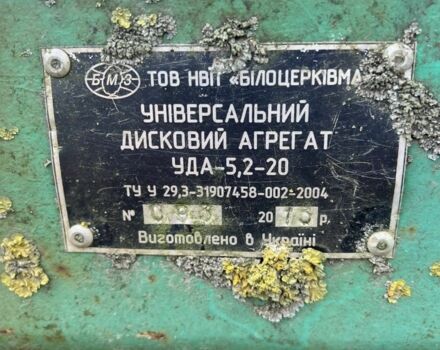 БМЗ ТОВ НВП «БІЛОЦЕРКІВМА
УНІВЕРСАЛЬНИЙ
ДИСКОВИЙ АГРЕГАТ
УДА-5,2-20
ТУ У 29,3-31907458-002-2004
№ 20 р.
Виготовлено в Україні